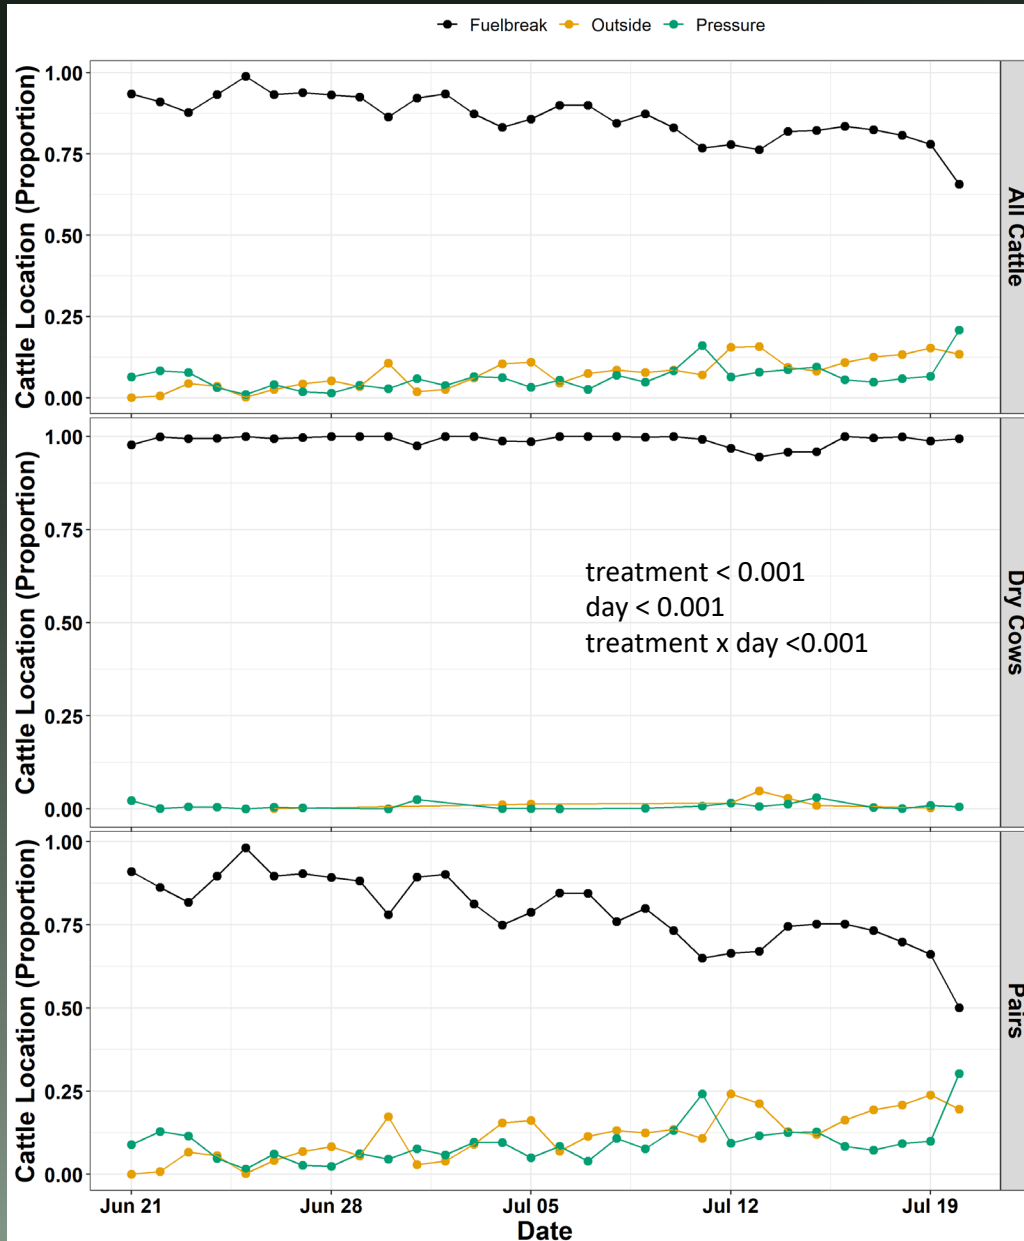 Fuelbreak Outside Pressure
Cattle Location (Proportion)
1.00
0.75
0.50
0.25
0.00
All Cattle
Cattle Location (Proportion)
1.00
0.75
0.50
0.25
0.00
treatment < 0.001
day < 0.001
treatment x day <0.001
Dry Cows
Cattle Location (Proportion)
1.00
0.75
0.50
0.25
0.00
Pairs
Jun 21 Jun 28 Jul 05 Jul 12 Jul 19
Date